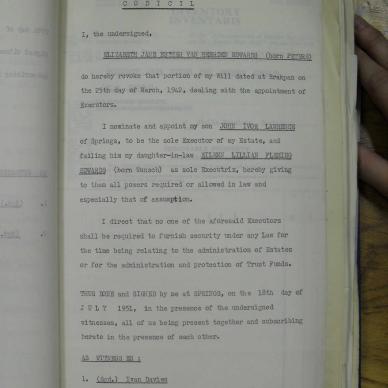 C O D I C I L
I, the undersigned,
ELIZABETH JANE ESTHER VAN EDWARDS (born PETERS)
do hereby revoke that portion of my Will dated at Brakpan on
the 25th day of March, 1942, dealing with the appointment of
Executors.
I nominate and appoint my son JOHN IVOR LAWRENCE
of Springs, to be the sole Executor of my Estate, and
failing him my daughter-in-law EILEEN LILLIAN FLEMING
EDWARDS (born Tunnoch) as sole Executrix, hereby giving
to them all powers required or allowed in law and
especially that of assumption.
I direct that no one of the aforesaid Executors
shall be required to furnish security under any Law for
the time being relating to the administration of Estates
or for the administration and protection of Trust Funds.
THUS DONE and SIGNED by me at SPRINGS, on the 18th day of
J U L Y 1951, in the presence of the undersigned
witnesses, all of us being present together and subscribing
hereto in the presence of each other.
AS WITNESSES :
1. (Sgd.) Ivan Davies